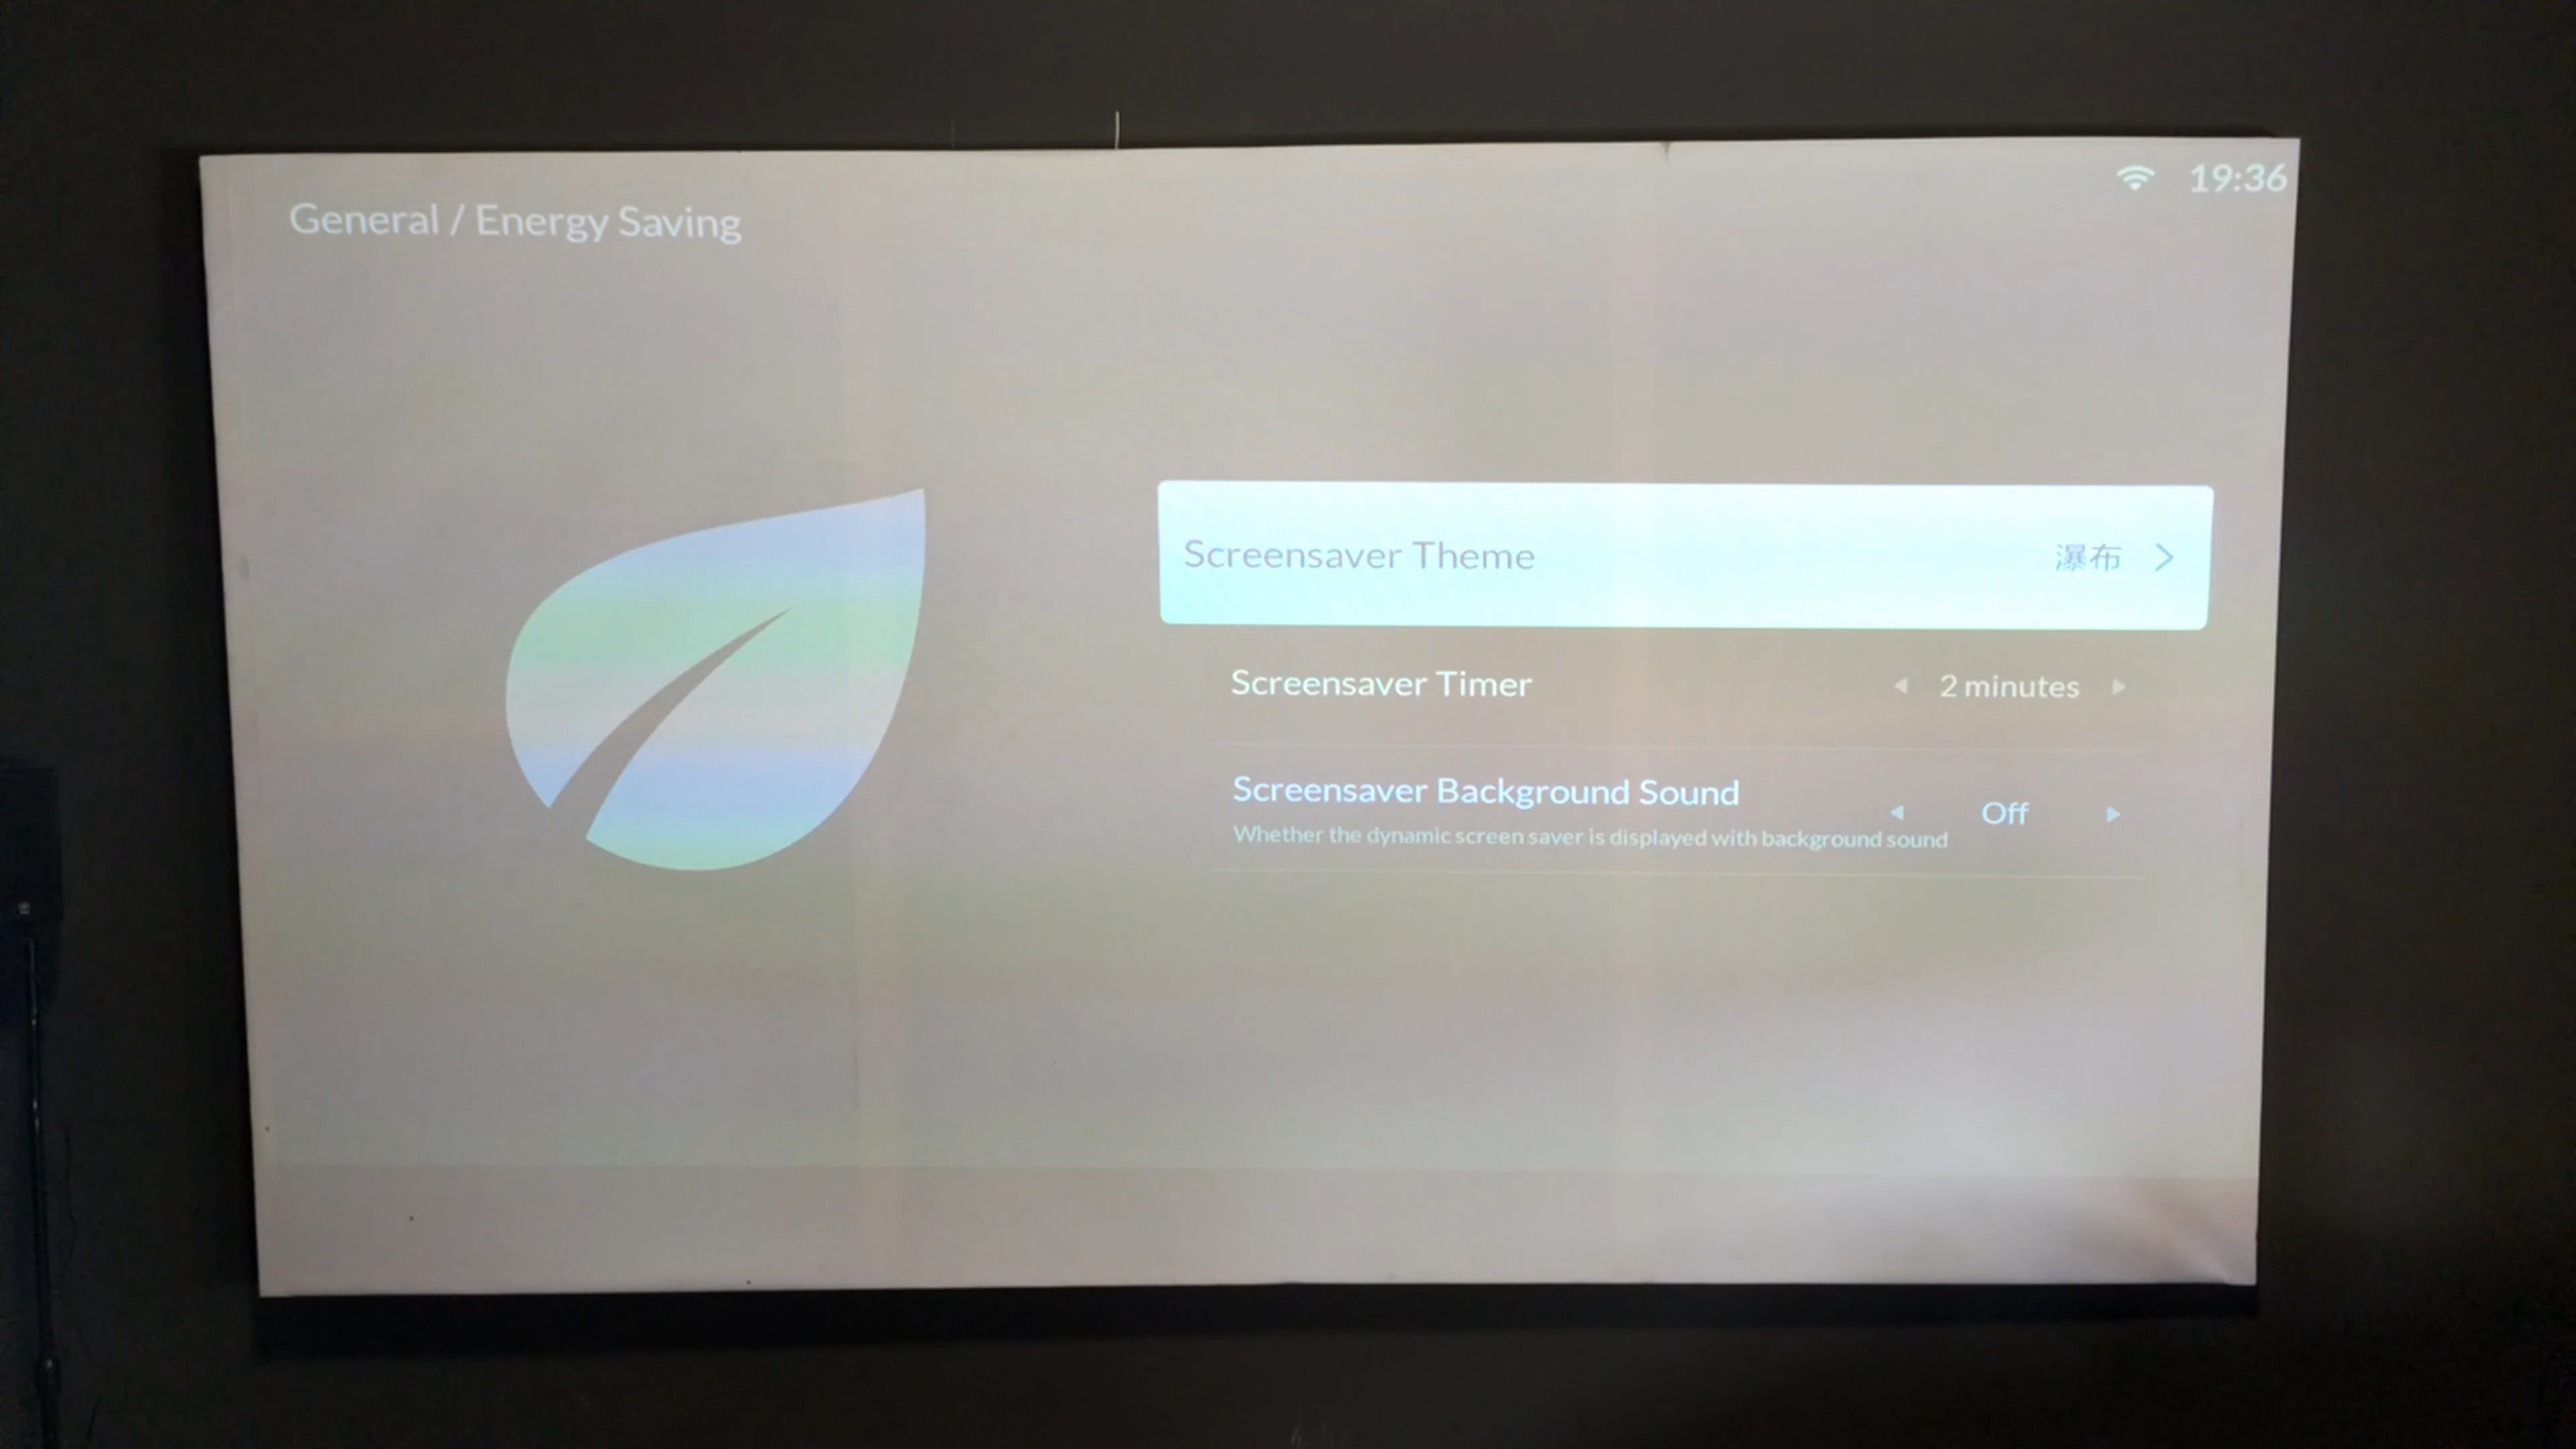 19:36
General / Energy Saving
Screensaver Theme 瀑布
Screensaver Timer 2 minutes
Screensaver Background Sound Off
Whether the dynamic screen saver is displayed with background sound